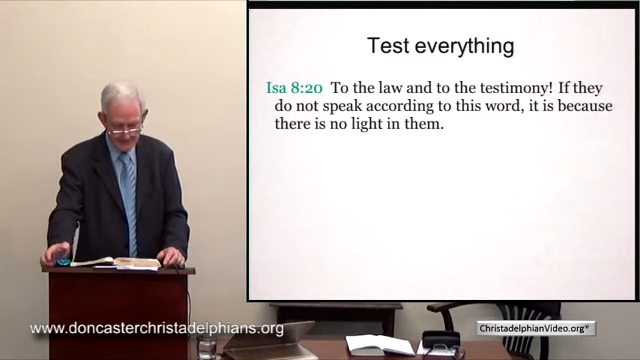 Test everything
Isa 8:20 To the law and to the testimony! If they
do not speak according to this word, it is because
there is no light in them.
www.doncasterchristadelphians.org
ChristadelphianVideo.org®